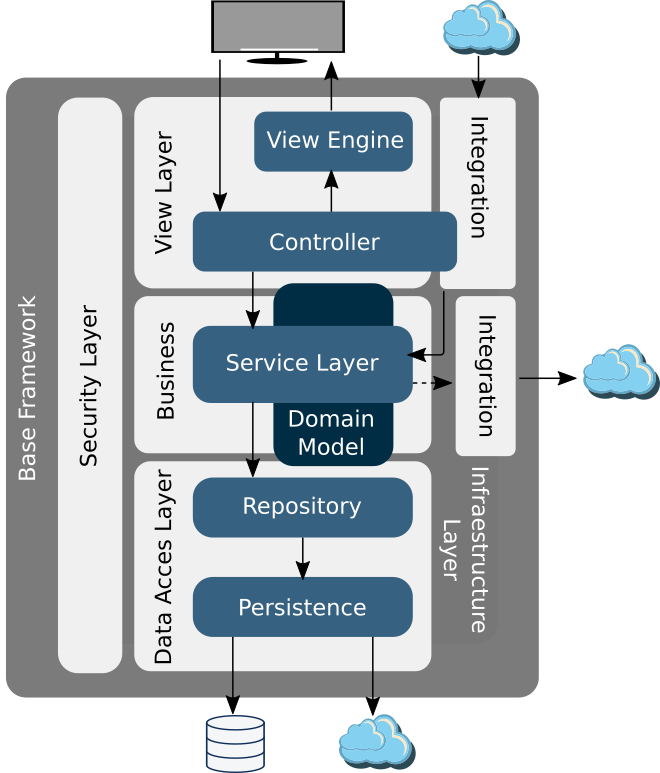 View Engine
View Layer
Integration
Controller
Base Framework
Security Layer
Business
Service Layer
Integration
Domain
Model
Data Acces Layer
Repository
Infraestructure
Layer
Persistence